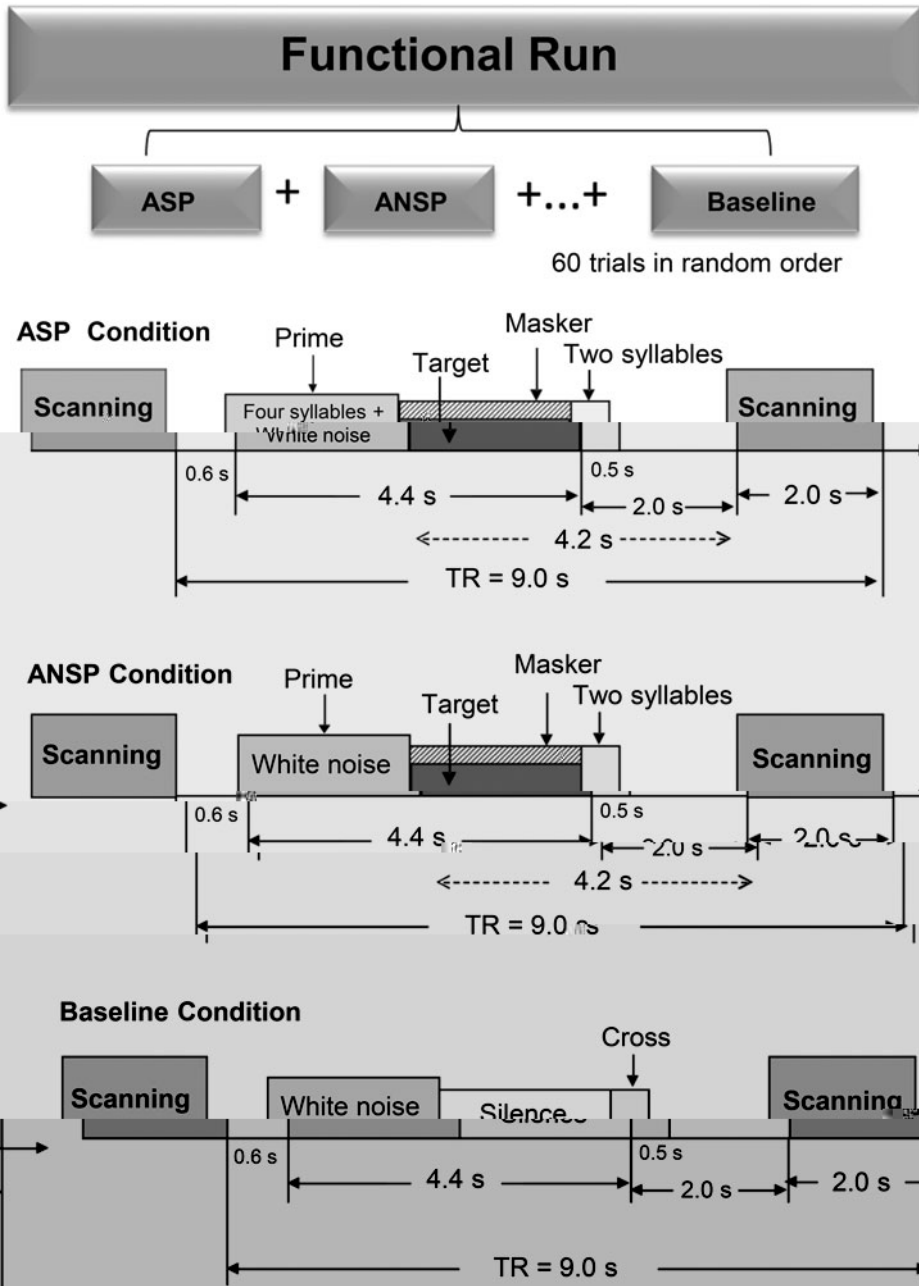 Functional Run
ASP + ANSP +...+ Baseline
60 trials in random order
ASP Condition
Prime
Masker
Target
Two syllables
Scanning
Four syllables +
White noise
Scanning
0.6 s
0.5 s
4.4 s
2.0 s
2.0 s
4.2 s
TR = 9.0 s
ANSP Condition
Prime
Masker
Target
Two syllables
Scanning
White noise
Scanning
0.6 s
0.5 s
4.4 s
2.0 s
2.0 s
4.2 s
TR = 9.0 s
Baseline Condition
Cross
Scanning
White noise
Silence
Scanning
0.6 s
0.5 s
4.4 s
2.0 s
2.0 s
TR = 9.0 s